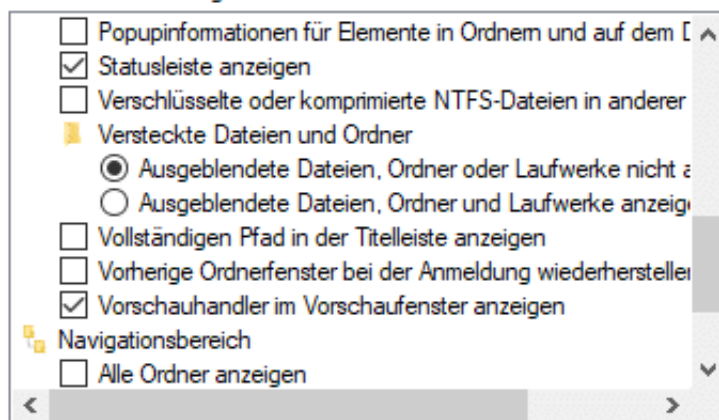 Popupinformationen für Elemente in Ordnern und auf dem
Statusleiste anzeigen
Verschlüsselte oder komprimierte NTFS-Dateien in anderer
Versteckte Dateien und Ordner
Ausgeblendete Dateien, Ordner oder Laufwerke nicht
Ausgeblendete Dateien, Ordner und Laufwerke
Vollständigen Pfad in der Titelleiste anzeigen
Vorherige Ordnerfenster bei der Anmeldung
Vorschauhandler im Vorschaufenster anzeigen
Navigationsbereich
Alle Ordner anzeigen